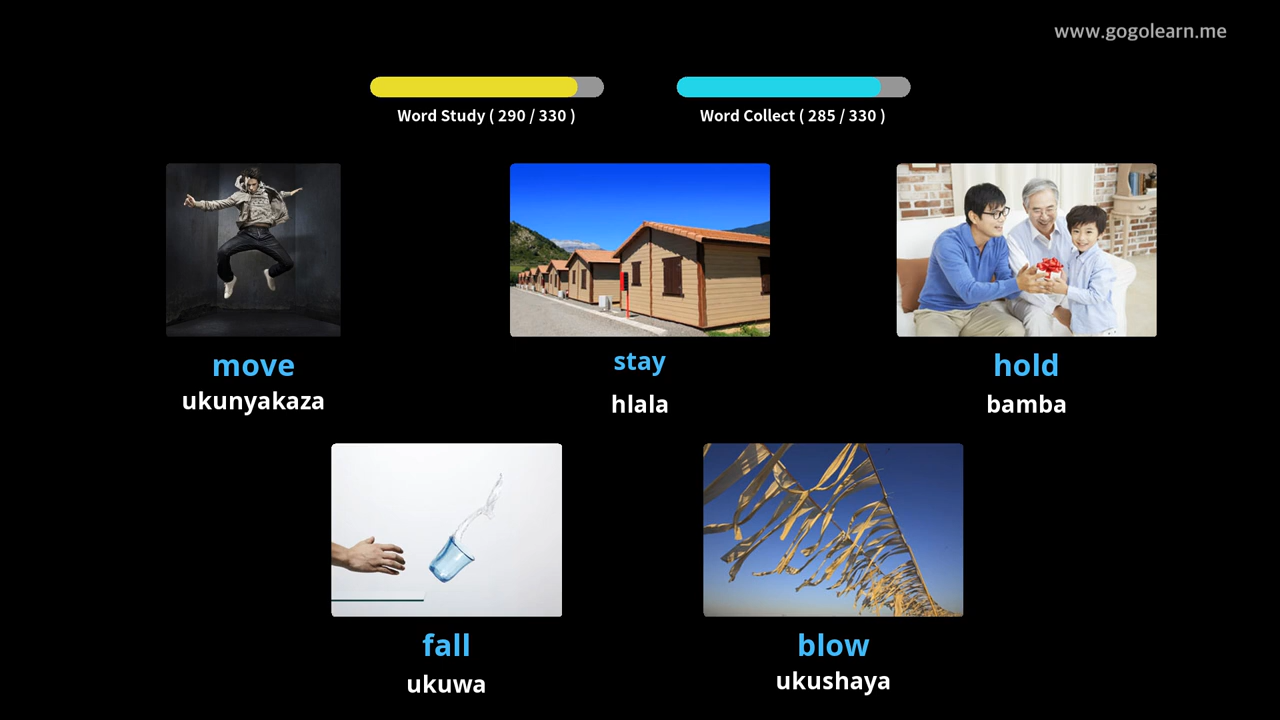 www.gogolearn.me
Word Study ( 290 / 330 )
Word Collect ( 285 / 330 )
move
ukunyakaza
stay
hlala
hold
bamba
fall
ukuwa
blow
ukushaya